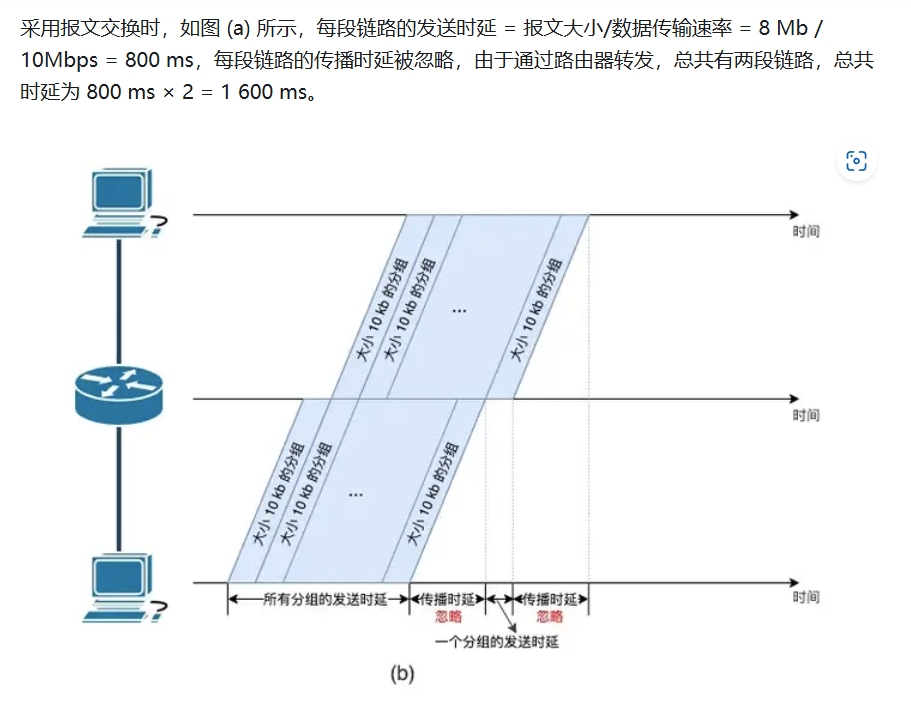 采用报文交换时，如图 (a) 所示，每段链路的发送时延 = 报文大小/数据传输速率 = 8 Mb /
10Mbps = 800 ms，每段链路的传播时延被忽略，由于通过路由器转发，总共有两段链路，总共
时延为 800 ms × 2 = 1 600 ms。
时间
大小 10 kb 的分组
大小 10 kb 的分组
...
大小 10 kb 的分组
时间
大小 10 kb 的分组
大小 10 kb 的分组
...
大小 10 kb 的分组
时间
所有分组的发送时延
传播时延
传播时延
忽略
忽略
一个分组的发送时延
(b)